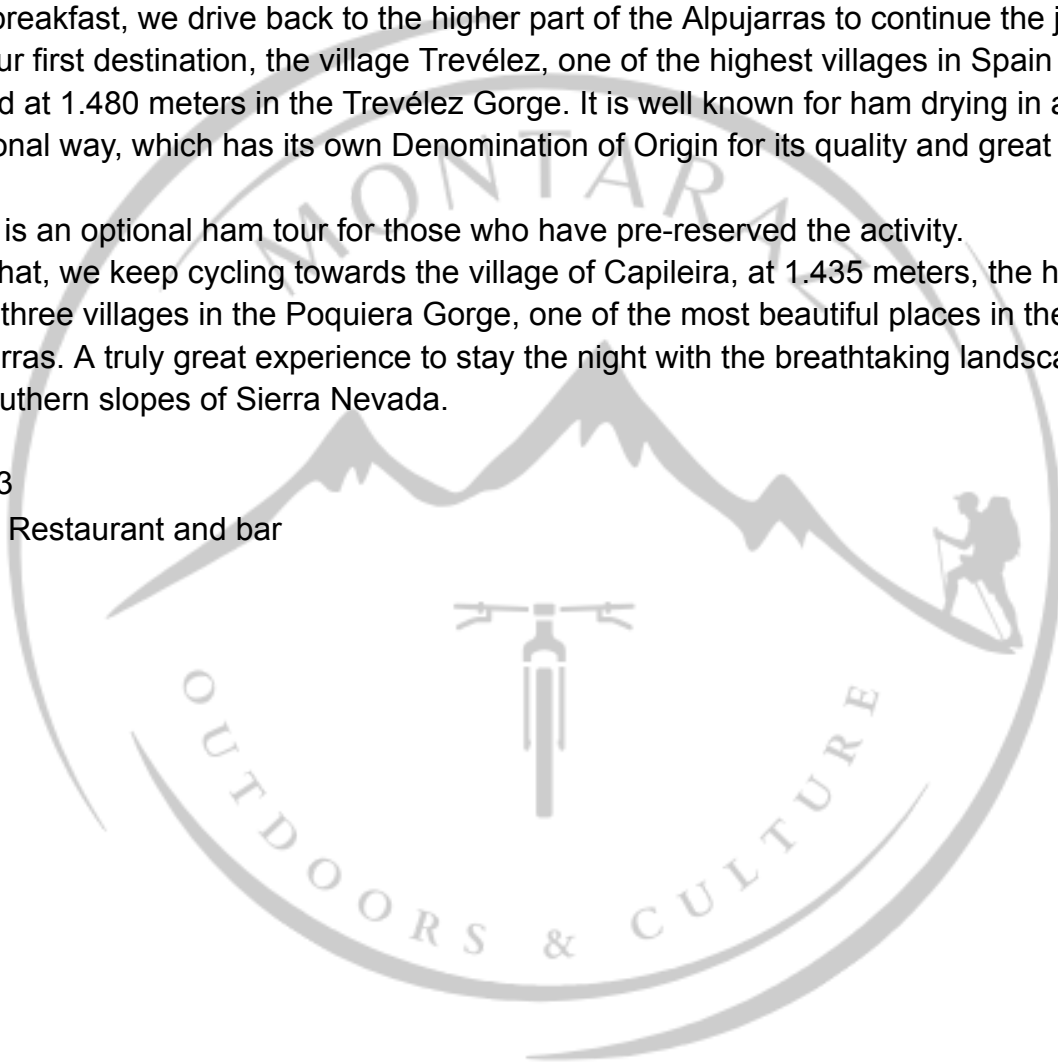 breakfast, we drive back to the higher part of the Alpujarras to continue the j
ur first destination, the village Trevélez, one of the highest villages in Spain
d at 1.480 meters in the Trevélez Gorge. It is well known for ham drying in a
onal way, which has its own Denomination of Origin for its quality and great
is an optional ham tour for those who have pre-reserved the activity.
hat, we keep cycling towards the village of Capileira, at 1.435 meters, the h
three villages in the Poquiera Gorge, one of the most beautiful places in the
rras. A truly great experience to stay the night with the breathtaking landsca
uthern slopes of Sierra Nevada.
3
Restaurant and bar
MONTARAZ
OUTDOORS & CULTURE